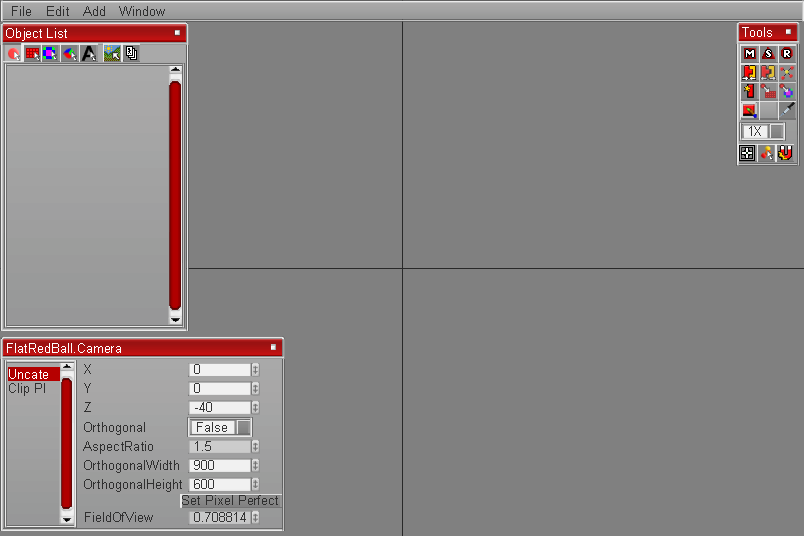 File Edit Add Window
Object List
Tools
M S R
1X
FlatRedBall.Camera
Uncate
Clip Pl
X 0
Y 0
Z -40
Orthogonal False
AspectRatio 1.5
OrthogonalWidth 900
OrthogonalHeight 600
Set Pixel Perfect
FieldOfView 0.708814